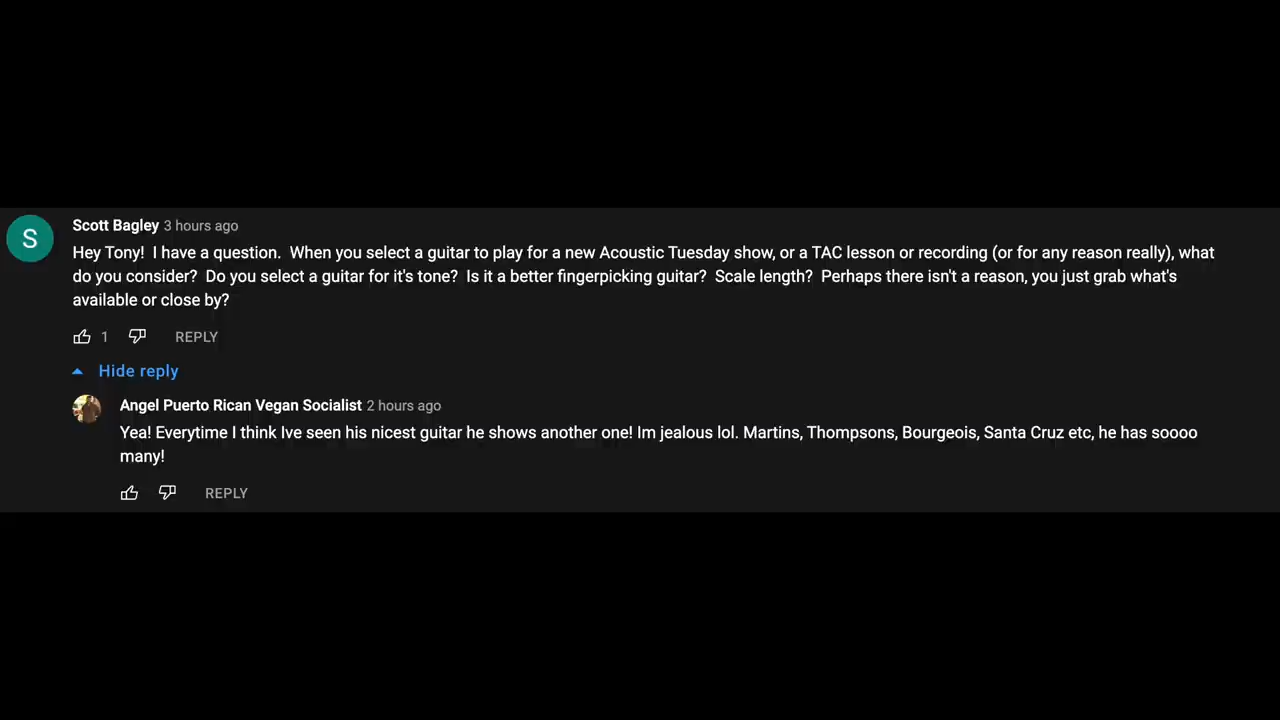 S
Scott Bagley 3 hours ago
Hey Tony!  I have a question.  When you select a guitar to play for a new Acoustic Tuesday show, or a TAC lesson or recording (or for any reason really), what
do you consider?  Do you select a guitar for it's tone?  Is it a better fingerpicking guitar?  Scale length?  Perhaps there isn't a reason, you just grab what's
available or close by?
1 REPLY
Hide reply
Angel Puerto Rican Vegan Socialist 2 hours ago
Yea! Everytime I think Ive seen his nicest guitar he shows another one! Im jealous lol. Martins, Thompsons, Bourgeois, Santa Cruz etc, he has soooo
many!
REPLY